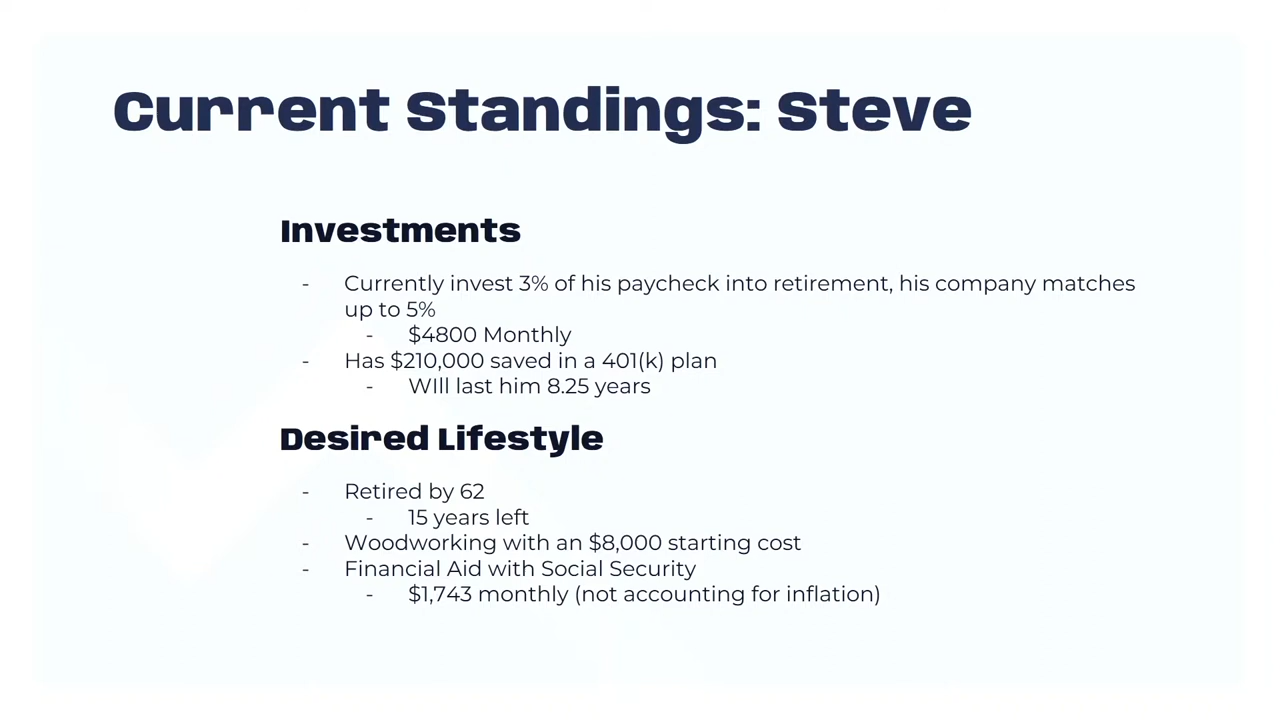 Current Standings: Steve
Investments
- Currently invest 3% of his paycheck into retirement, his company matches
up to 5%
- $4800 Monthly
- Has $210,000 saved in a 401(k) plan
- WIll last him 8.25 years
Desired Lifestyle
- Retired by 62
- 15 years left
- Woodworking with an $8,000 starting cost
- Financial Aid with Social Security
- $1,743 monthly (not accounting for inflation)